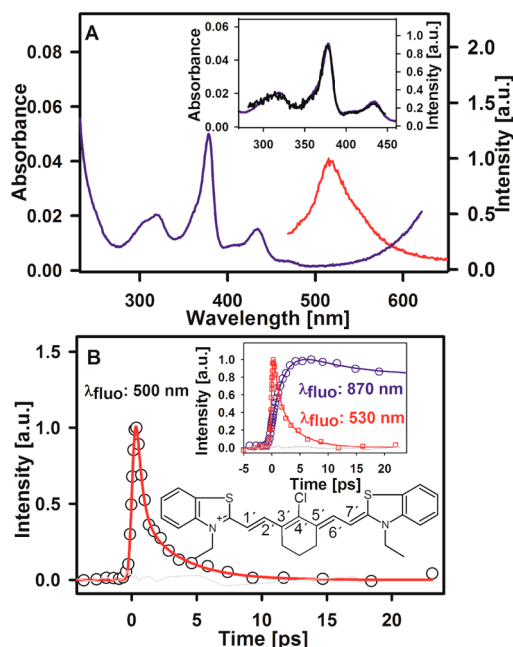 A
Absorbance
0.08
0.06
0.04
0.02
0.00
2.0
1.5
1.0
0.5
0.0
Intensity [a.u.]
300
400
500
600
Wavelength [nm]
Absorbance
0.04
0.02
0.0
1.0
0.8
0.6
0.4
0.2
0.0
Intensity [a.u.]
300
350
400
450
B
Intensity [a.u.]
1.5
1.0
0.5
0.0
λfluo: 500 nm
0
5
10
15
20
Time [ps]
Intensity [a.u.]
1.0
0.8
0.6
0.4
0.2
0.0
λfluo: 870 nm
λfluo: 530 nm
-5
0
5
10
15
20
Time [ps]
S
Cl
S
N
+
1′
2′
3′
4′
5′
6′
7′
N